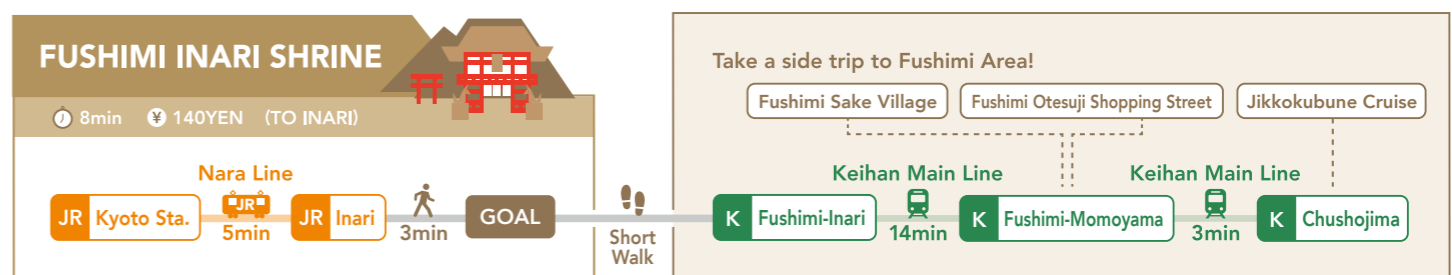 FUSHIMI INARI SHRINE
8min ¥ 140YEN (TO INARI)
Nara Line
JR Kyoto Sta.
JR
5min
JR Inari
3min
GOAL
Short
Walk
Take a side trip to Fushimi Area!
Fushimi Sake Village
Fushimi Otesuji Shopping Street
Jikkokubune Cruise
Keihan Main Line
Keihan Main Line
K Fushimi-Inari
14min
K Fushimi-Momoyama
3min
K Chushojima